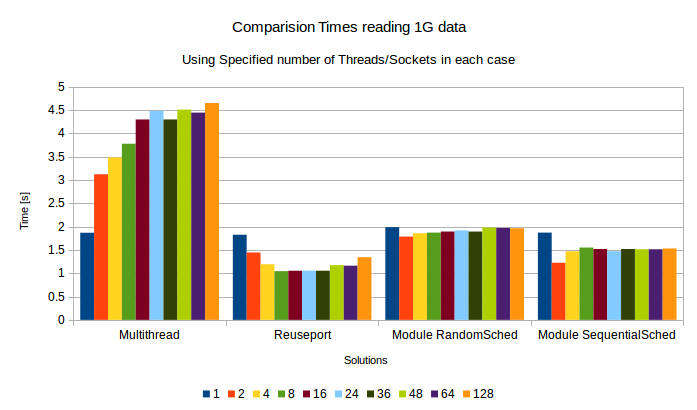 Comparision Times reading 1G data
Using Specified number of Threads/Sockets in each case
5
4.5
4
3.5
3
2.5
2
1.5
1
0.5
0
Time [s]
Multithread Reuseport Module RandomSched Module SequentialSched
Solutions
1 2 4 8 16 24 36 48 64 128